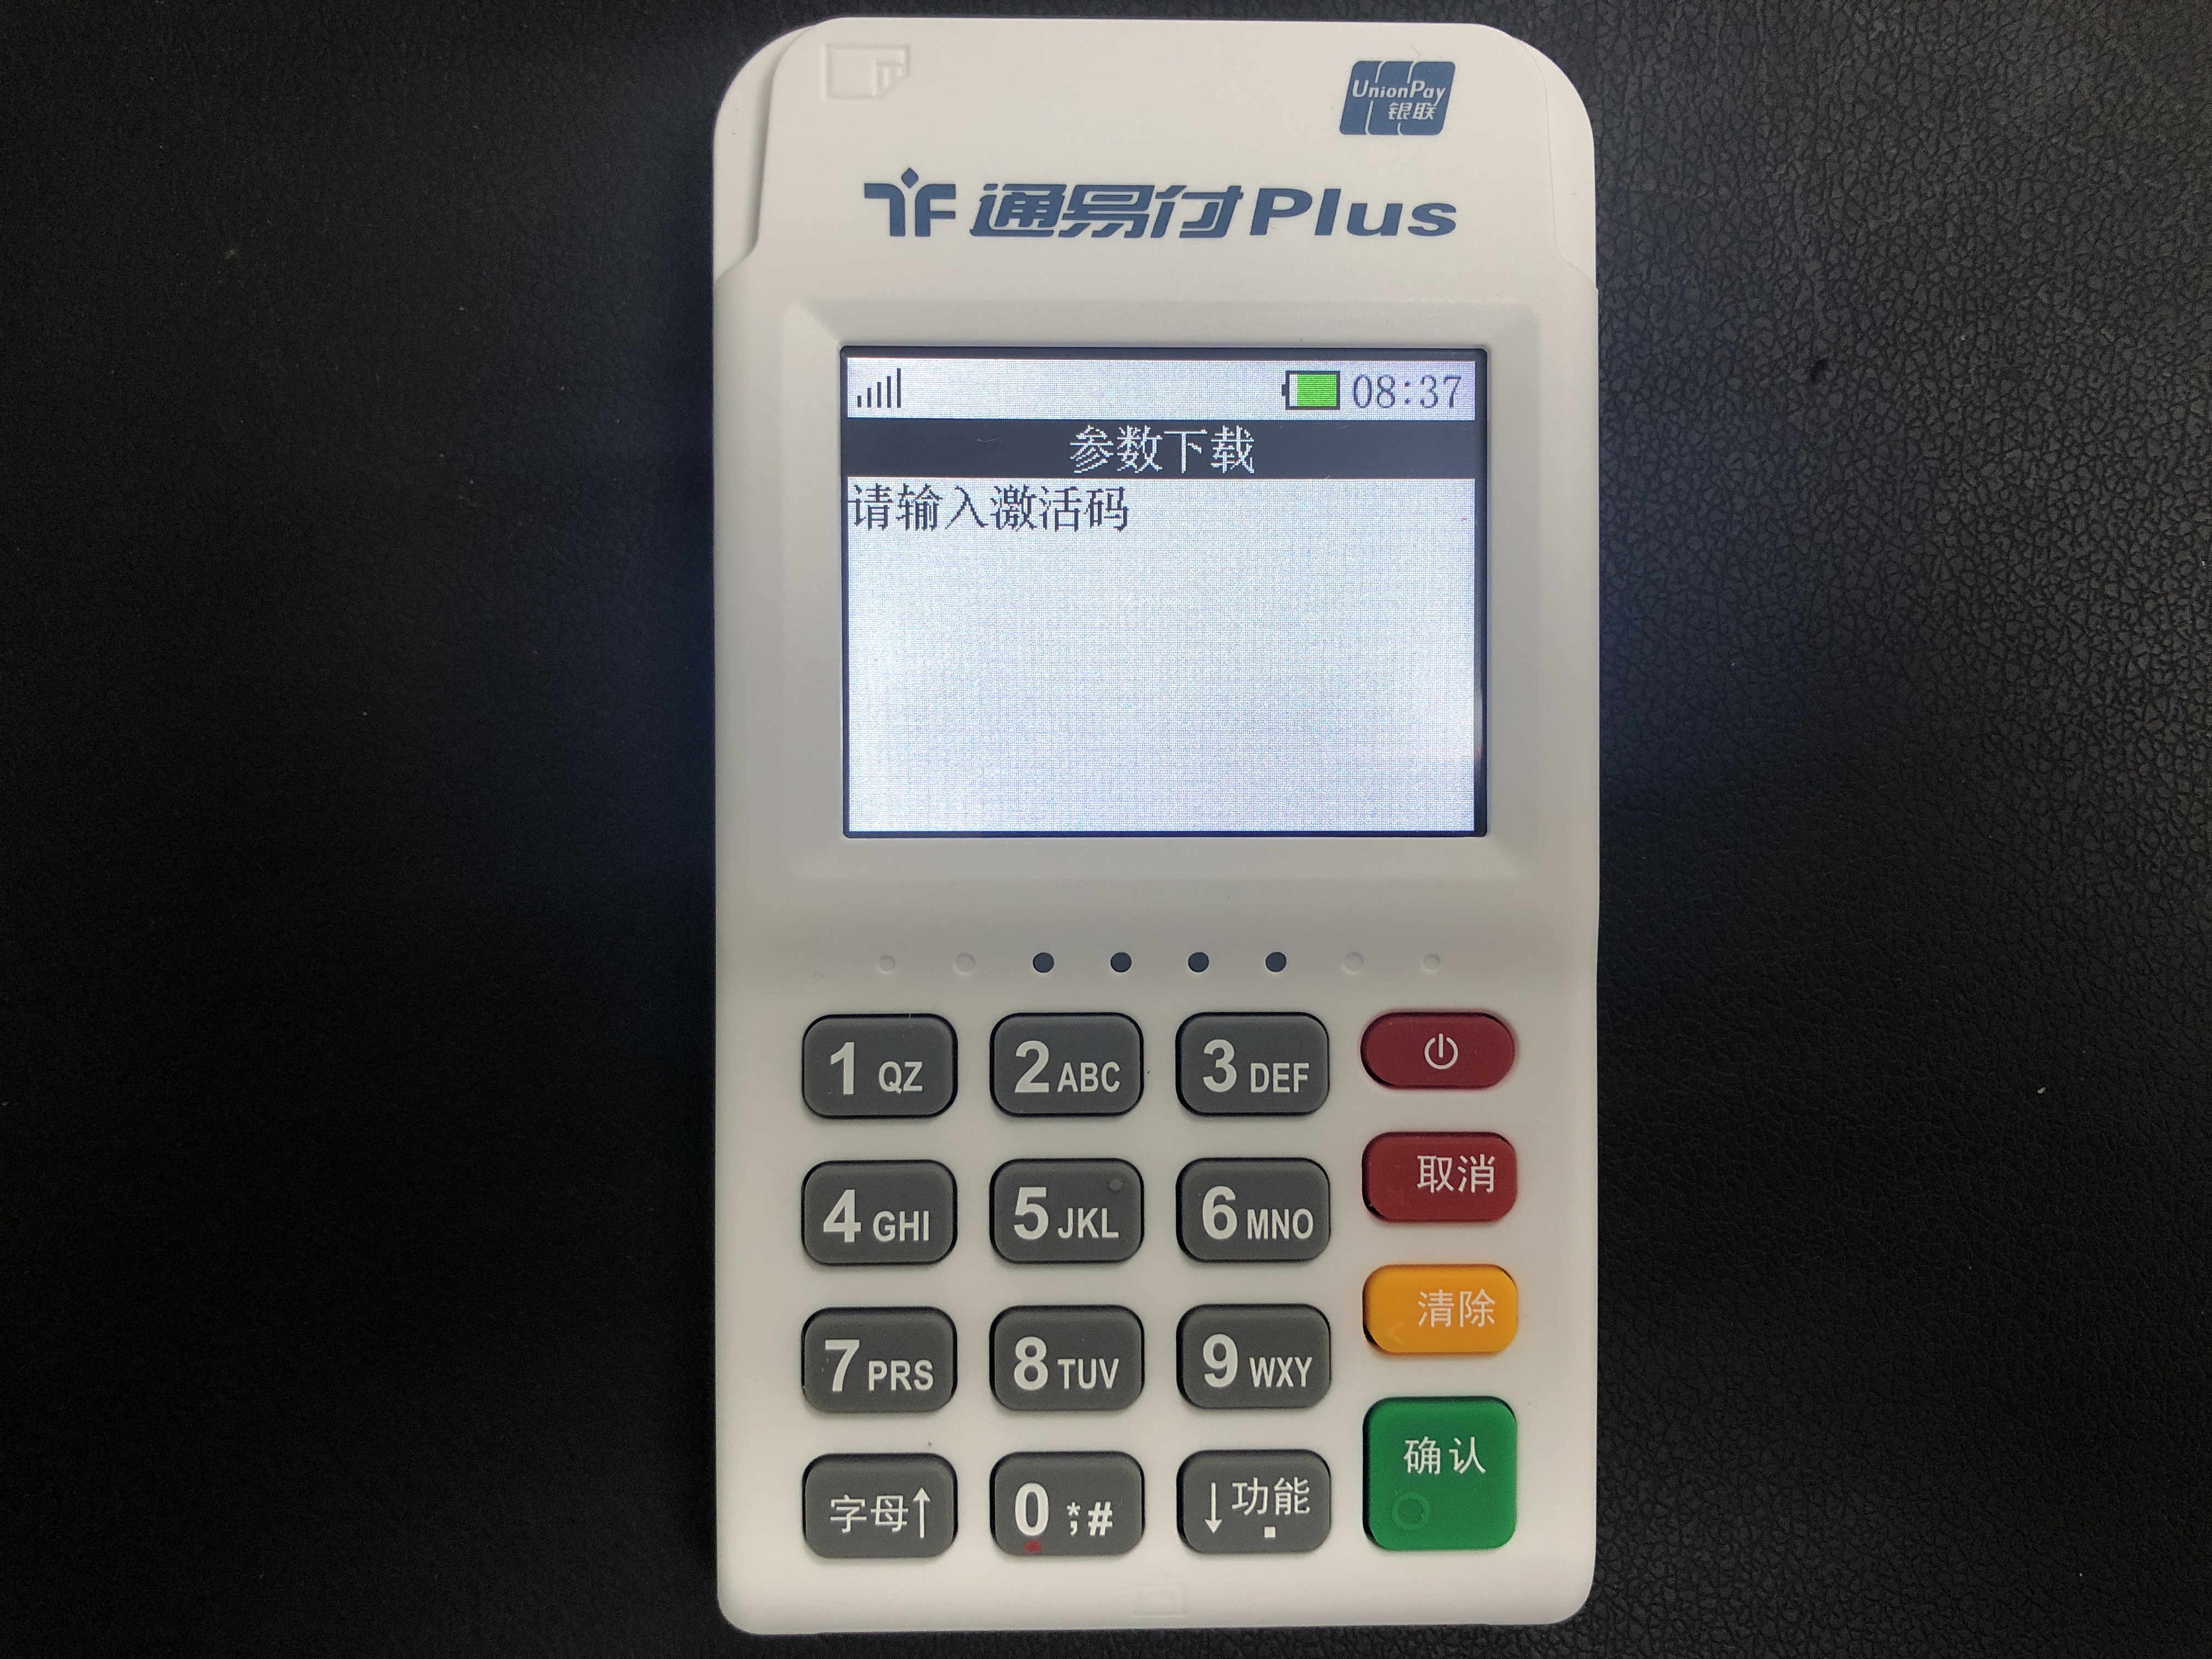 UnionPay
银联
TF 通易付Plus
08:37
参数下载
请输入激活码
1 QZ
2 ABC
3 DEF
4 GHI
5 JKL
6 MNO
取消
7 PRS
8 TUV
9 WXY
清除
字母↑
0 *;#
↓功能 .
确认